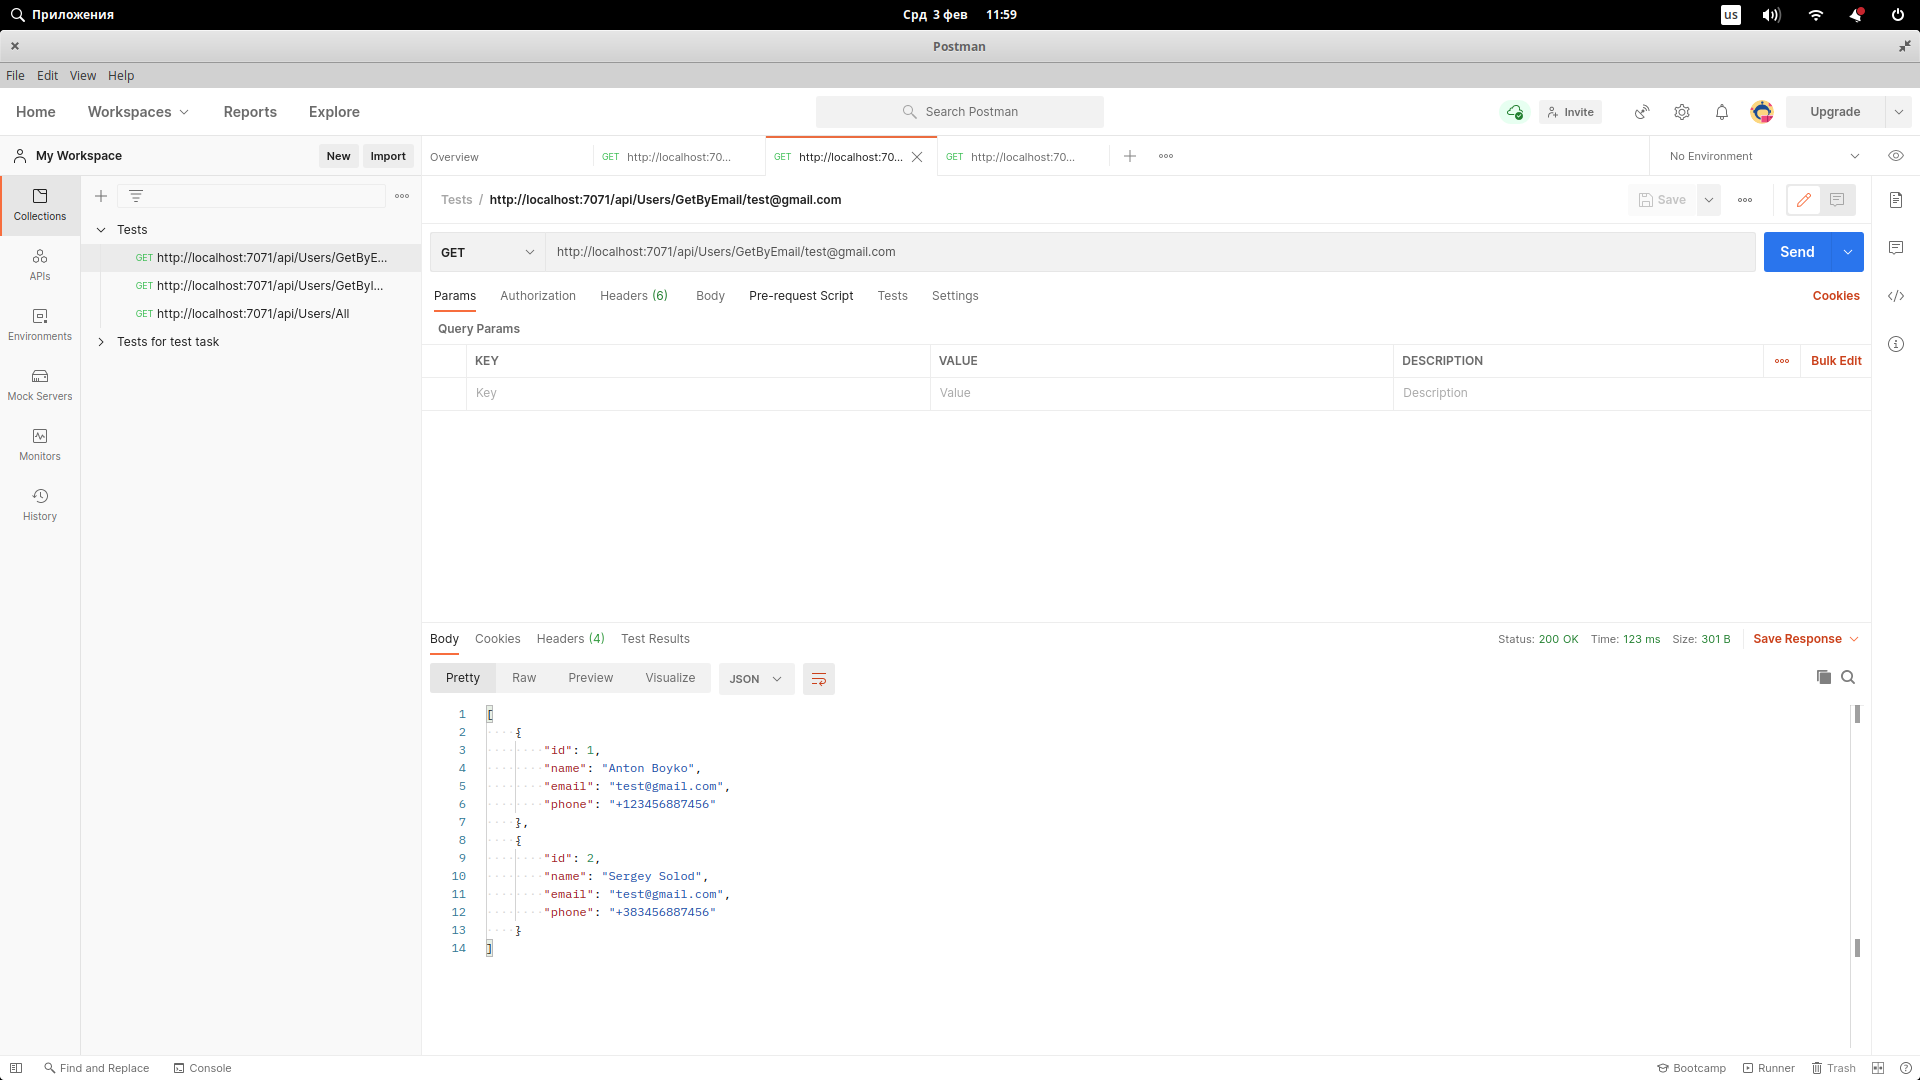 Приложения
Срд 3 фев 11:59
us
Postman
File Edit View Help
Home Workspaces Reports Explore
Search Postman
Invite
Upgrade
My Workspace New Import
Overview GET http://localhost:70... GET http://localhost:70... GET http://localhost:70...
No Environment
Collections
APIs
Environments
Mock Servers
Monitors
History
Tests
GET http://localhost:7071/api/Users/GetByE...
GET http://localhost:7071/api/Users/GetByI...
GET http://localhost:7071/api/Users/All
Tests for test task
Tests / http://localhost:7071/api/Users/GetByEmail/test@gmail.com
Save
GET http://localhost:7071/api/Users/GetByEmail/test@gmail.com
Send
Params Authorization Headers (6) Body Pre-request Script Tests Settings
Cookies
Query Params
KEY VALUE DESCRIPTION Bulk Edit
Key Value Description
Body Cookies Headers (4) Test Results
Status: 200 OK Time: 123 ms Size: 301 B Save Response
Pretty Raw Preview Visualize JSON
1 [
2 {
3 "id": 1,
4 "name": "Anton Boyko",
5 "email": "test@gmail.com",
6 "phone": "+123456887456"
7 },
8 {
9 "id": 2,
10 "name": "Sergey Solod",
11 "email": "test@gmail.com",
12 "phone": "+383456887456"
13 }
14 ]
Find and Replace Console
Bootcamp Runner Trash